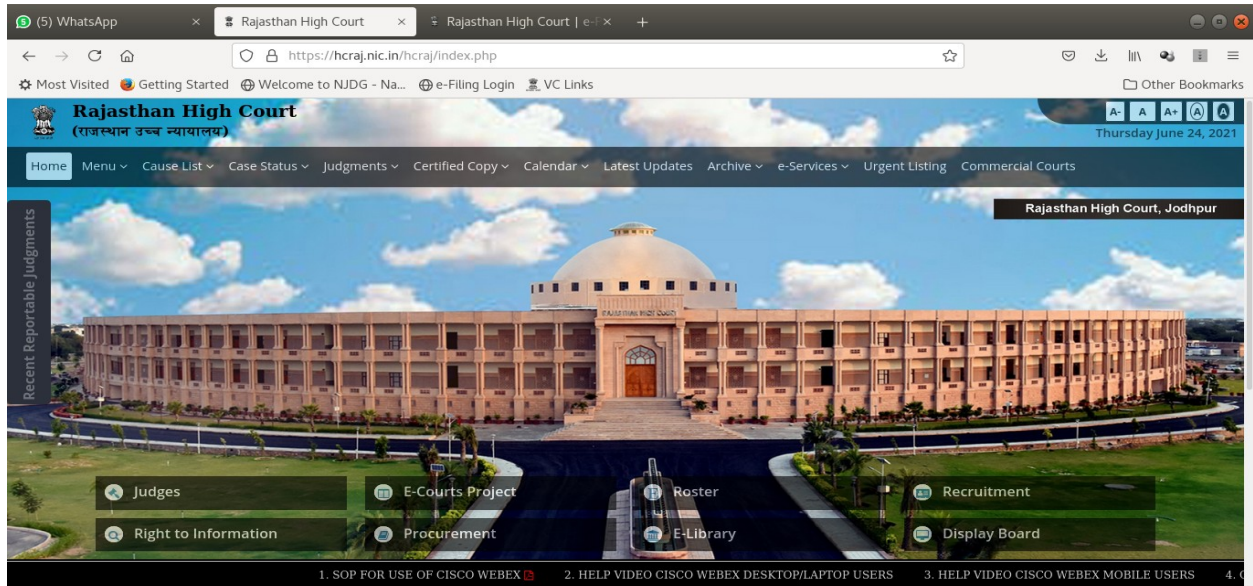 (5) WhatsApp
Rajasthan High Court
Rajasthan High Court | e-F
https://hcraj.nic.in/hcraj/index.php
Most Visited Getting Started Welcome to NJDG - Na... e-Filing Login VC Links Other Bookmarks
Rajasthan High Court
(राजस्थान उच्च न्यायालय)
A- A A+ A A
Thursday June 24, 2021
Home Menu Cause List Case Status Judgments Certified Copy Calendar Latest Updates Archive e-Services Urgent Listing Commercial Courts
Rajasthan High Court, Jodhpur
Recent Reportable Judgments
RAJASTHAN HIGH COURT
Judges E-Courts Project Roster Recruitment
Right to Information Procurement E-Library Display Board
1. SOP FOR USE OF CISCO WEBEX 2. HELP VIDEO CISCO WEBEX DESKTOP/LAPTOP USERS 3. HELP VIDEO CISCO WEBEX MOBILE USERS 4.